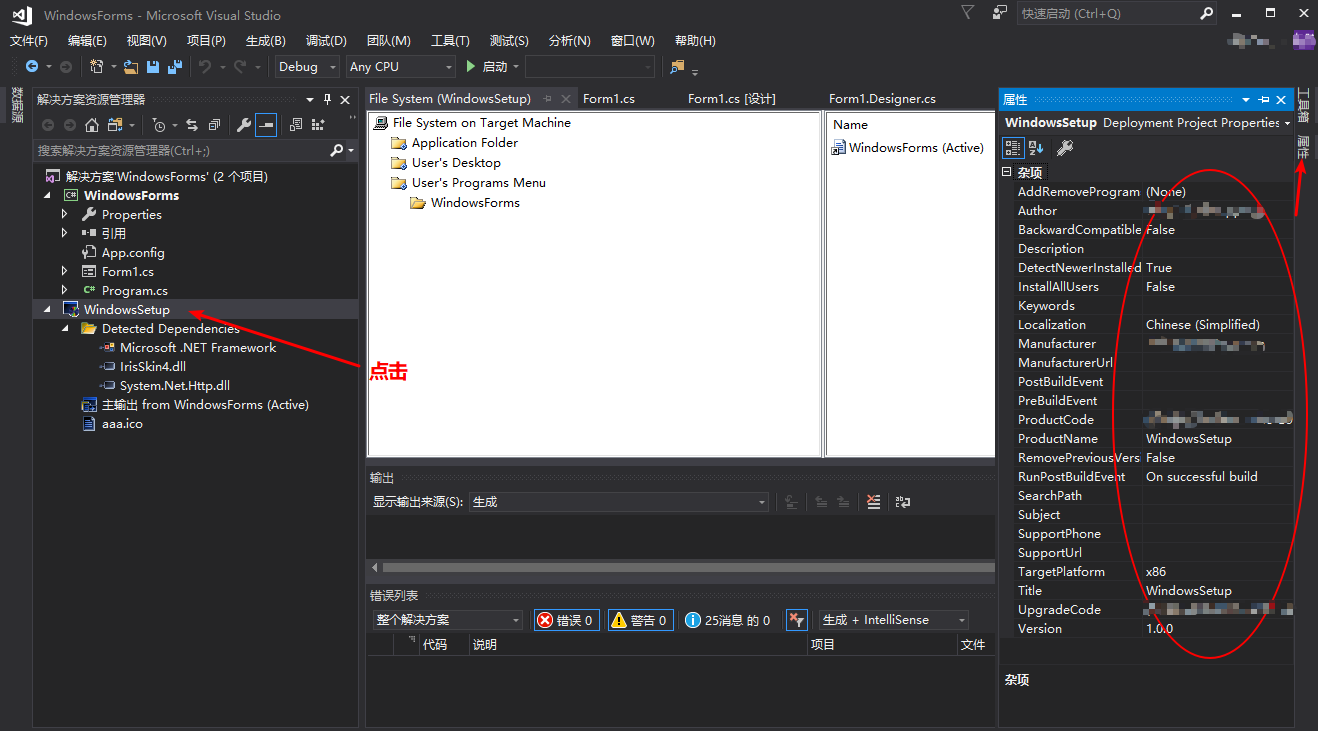 WindowsForms - Microsoft Visual Studio
快速启动 (Ctrl+Q)
文件(F) 编辑(E) 视图(V) 项目(P) 生成(B) 调试(D) 团队(M) 工具(T) 测试(S) 分析(N) 窗口(W) 帮助(H)
Debug Any CPU 启动
数据源
解决方案资源管理器
搜索解决方案资源管理器(Ctrl+;)
解决方案'WindowsForms' (2 个项目)
WindowsForms
Properties
引用
App.config
Form1.cs
Program.cs
WindowsSetup
Detected Dependencies
Microsoft .NET Framework
IrisSkin4.dll
System.Net.Http.dll
主输出 from WindowsForms (Active)
aaa.ico
点击
File System (WindowsSetup) Form1.cs Form1.cs [设计] Form1.Designer.cs
File System on Target Machine
Application Folder
User's Desktop
User's Programs Menu
WindowsForms
Name
WindowsForms (Active)
输出
显示输出来源(S): 生成
错误列表
整个解决方案 错误 0 警告 0 25消息 的 0 生成 + IntelliSense
代码 说明 项目 文件
属性
WindowsSetup Deployment Project Properties
杂项
AddRemoveProgram (None)
Author
BackwardCompatible False
Description
DetectNewerInstalled True
InstallAllUsers False
Keywords
Localization Chinese (Simplified)
Manufacturer
ManufacturerUrl
PostBuildEvent
PreBuildEvent
ProductCode
ProductName WindowsSetup
RemovePreviousVers False
RunPostBuildEvent On successful build
SearchPath
Subject
SupportPhone
SupportUrl
TargetPlatform x86
Title WindowsSetup
UpgradeCode
Version 1.0.0
杂项
工具箱
属性